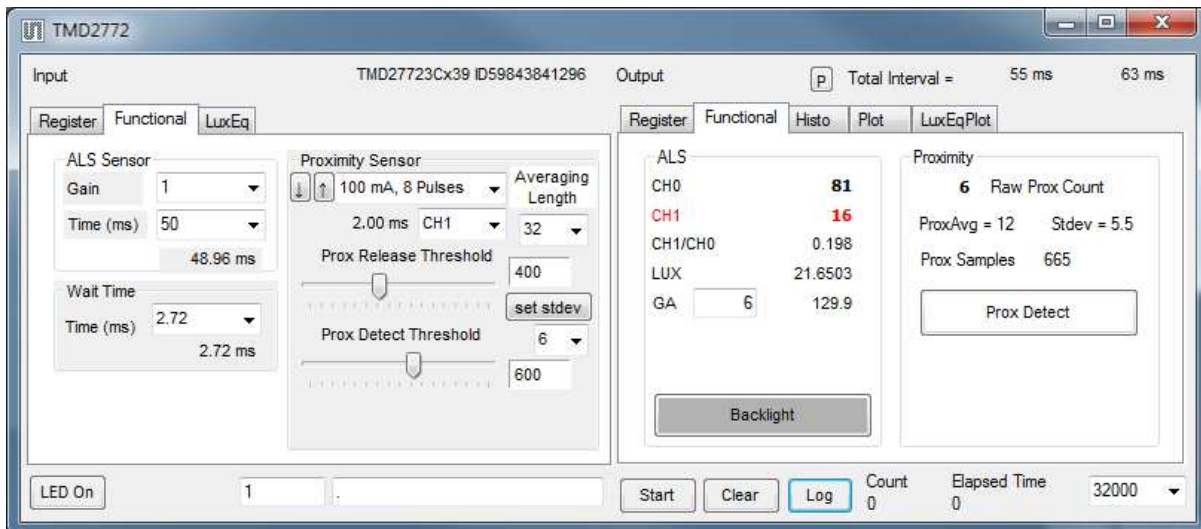 TMD2772
Input TMD27723Cx39 ID59843841296 Output P Total Interval = 55 ms 63 ms
Register Functional LuxEq
ALS Sensor
Gain 1
Time (ms) 50
48.96 ms
Wait Time
Time (ms) 2.72
2.72 ms
Proximity Sensor
↓ ↑ 100 mA, 8 Pulses
2.00 ms CH1
Averaging
Length
32
Prox Release Threshold
400
set stdev
Prox Detect Threshold 6
600
Register Functional Histo Plot LuxEqPlot
ALS
CH0 81
CH1 16
CH1/CH0 0.198
LUX 21.6503
GA 6 129.9
Backlight
Proximity
6 Raw Prox Count
ProxAvg = 12 Stdev = 5.5
Prox Samples 665
Prox Detect
LED On 1 .
Start Clear Log
Count
0
Elapsed Time
0
32000